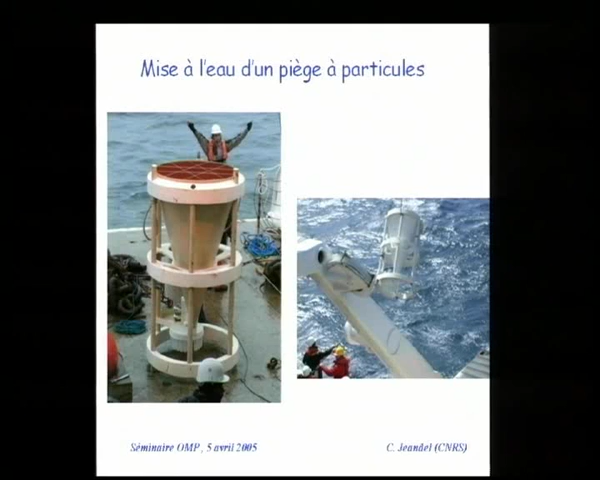 Mise à l'eau d'un piège à particules
Séminaire OMP, 5 avril 2005
C. Jeandel (CNRS)